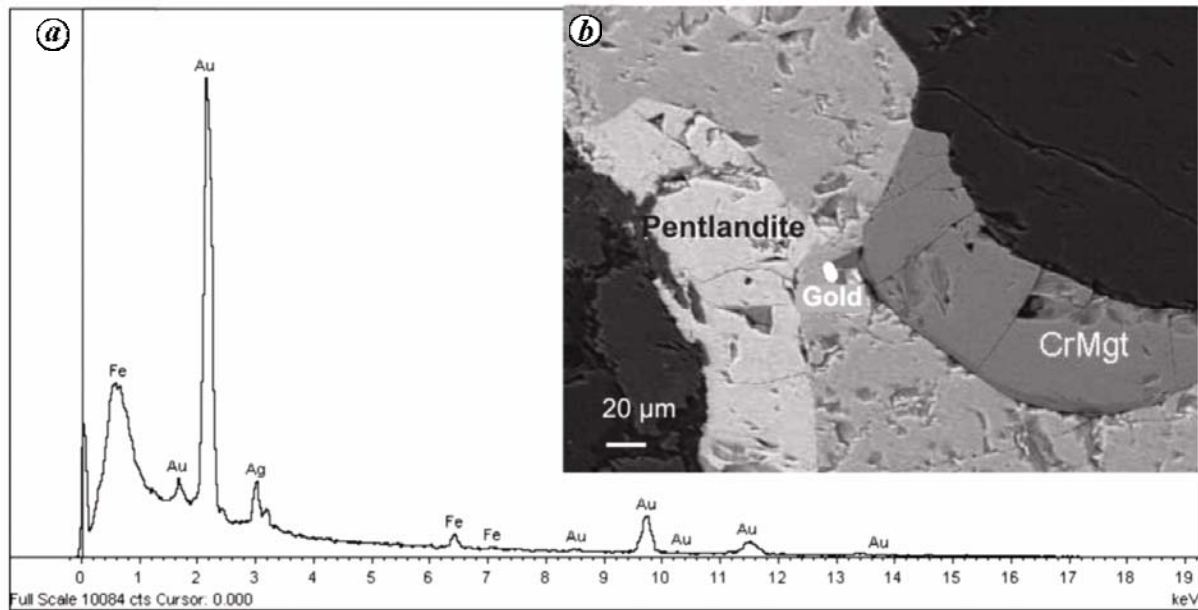 a
b
Au
Fe
Au
Ag
Fe
Fe
Au
Au
Au
Au
Au
Pentlandite
Gold
CrMgt
20 µm
0 1 2 3 4 5 6 7 8 9 10 11 12 13 14 15 16 17 18 19
Full Scale 10084 cts Cursor: 0.000
keV